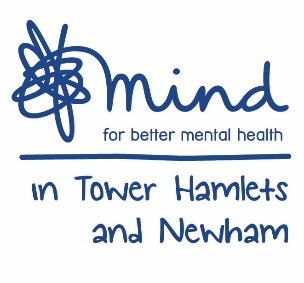 mind
for better mental health
in Tower Hamlets
and Newham